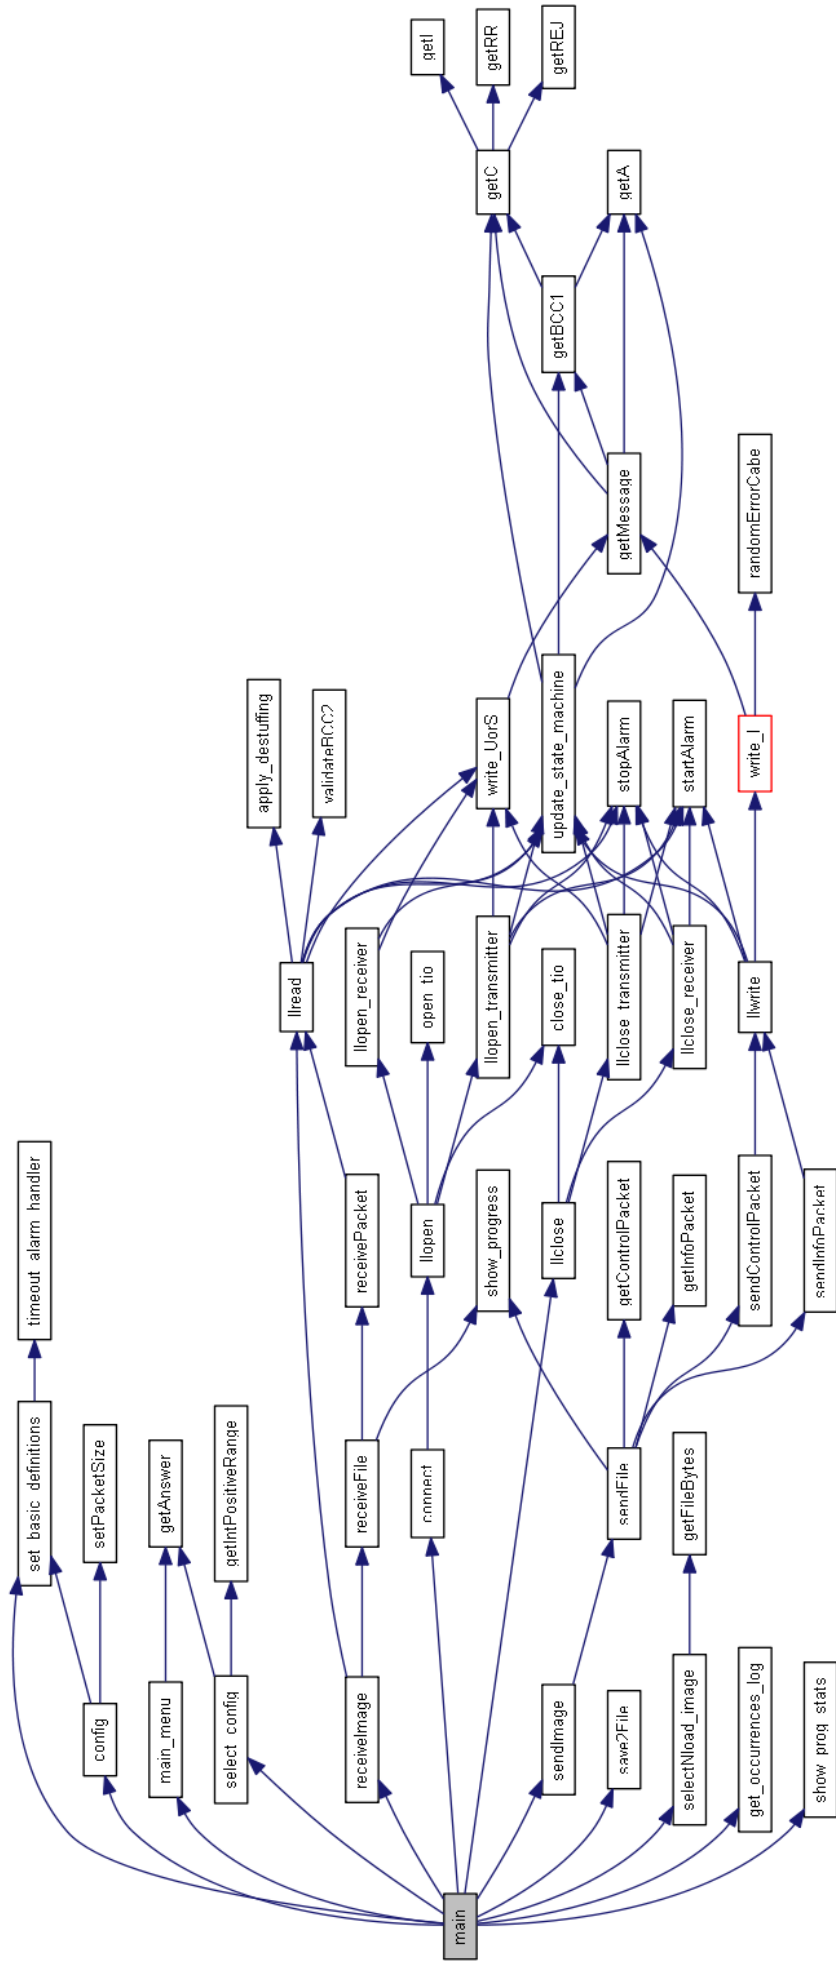 main
set_basic_definitions
config
main_menu
select_config
receiveImage
connect
llclose
sendImage
save2File
selectNload_image
get_occurrences_log
show_prog_stats
timeout_alarm_handler
setPacketSize
getAnswer
getIntPositiveRange
receiveFile
sendFile
getFileBytes
receivePacket
llopen
show_progress
getControlPacket
getInfoPacket
sendControlPacket
sendInfoPacket
llread
llopen_receiver
open_tio
llopen_transmitter
close_tio
llclose_transmitter
llclose_receiver
llwrite
apply_destuffing
validateBCC2
write_UorS
update_state_machine
stopAlarm
startAlarm
write_I
getMessage
randomErrorCabe
getBCC1
getC
getA
getI
getRR
getREJ